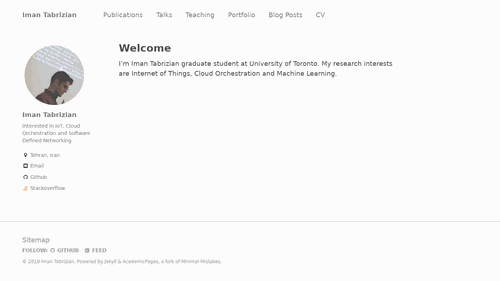 Iman Tabrizian Publications Talks Teaching Portfolio Blog Posts CV
Welcome
I'm Iman Tabrizian graduate student at University of Toronto. My research interests
are Internet of Things, Cloud Orchestration and Machine Learning.
Iman Tabrizian
Interested in IoT, Cloud
Orchestration and Software
Defined Networking
Tehran, Iran
Email
Github
Stackoverflow
Sitemap
FOLLOW: GITHUB FEED
© 2019 Iman Tabrizian. Powered by Jekyll & AcademicPages, a fork of Minimal Mistakes.